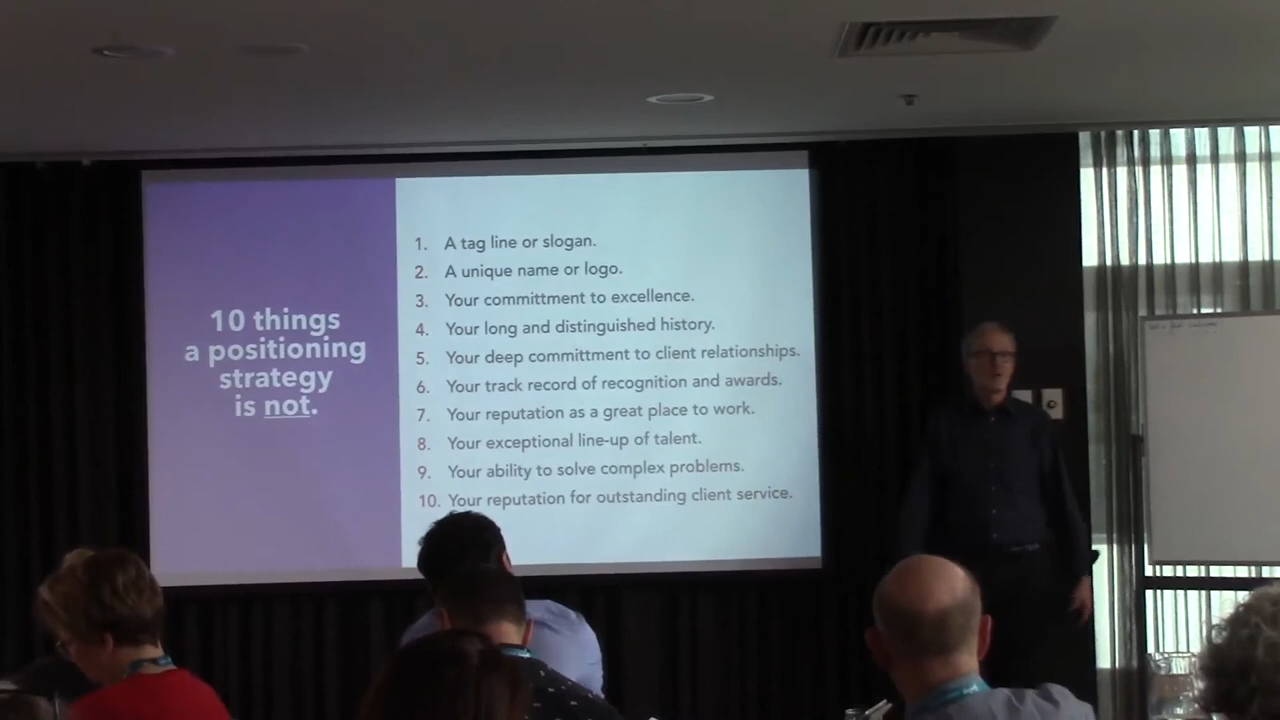 10 things
a positioning
strategy
is not.
1. A tag line or slogan.
2. A unique name or logo.
3. Your committment to excellence.
4. Your long and distinguished history.
5. Your deep committment to client relationships.
6. Your track record of recognition and awards.
7. Your reputation as a great place to work.
8. Your exceptional line-up of talent.
9. Your ability to solve complex problems.
10. Your reputation for outstanding client service.